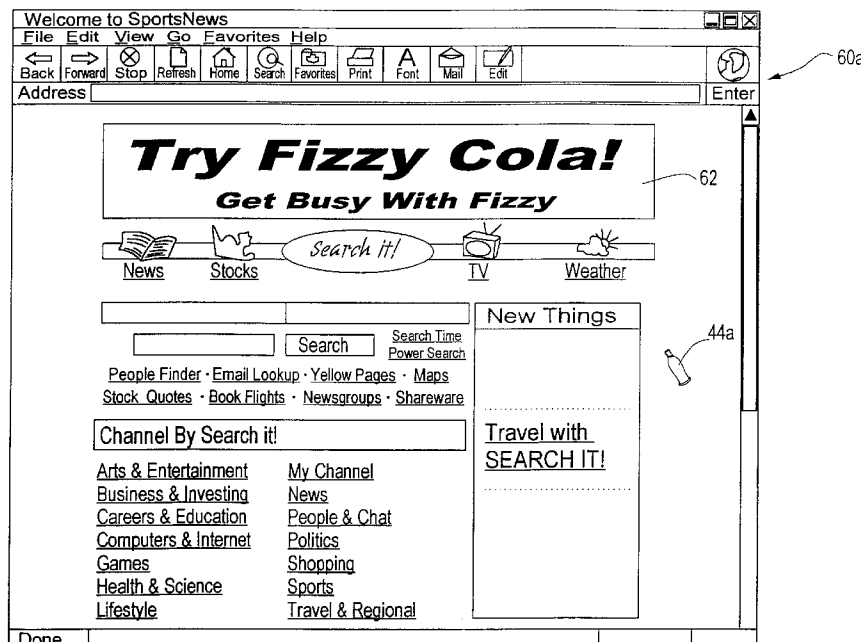 Welcome to SportsNews
File Edit View Go Favorites Help
Back Forward Stop Refresh Home Search Favorites Print Font Mail Edit
60a
Address Enter
Try Fizzy Cola!
Get Busy With Fizzy
62
Search it!
News Stocks TV Weather
New Things
Search Search Time
Power Search
44a
People Finder · Email Lookup · Yellow Pages · Maps
Stock Quotes · Book Flights · Newsgroups · Shareware
Channel By Search it!
Travel with
SEARCH IT!
Arts & Entertainment My Channel
Business & Investing News
Careers & Education People & Chat
Computers & Internet Politics
Games Shopping
Health & Science Sports
Lifestyle Travel & Regional
Done